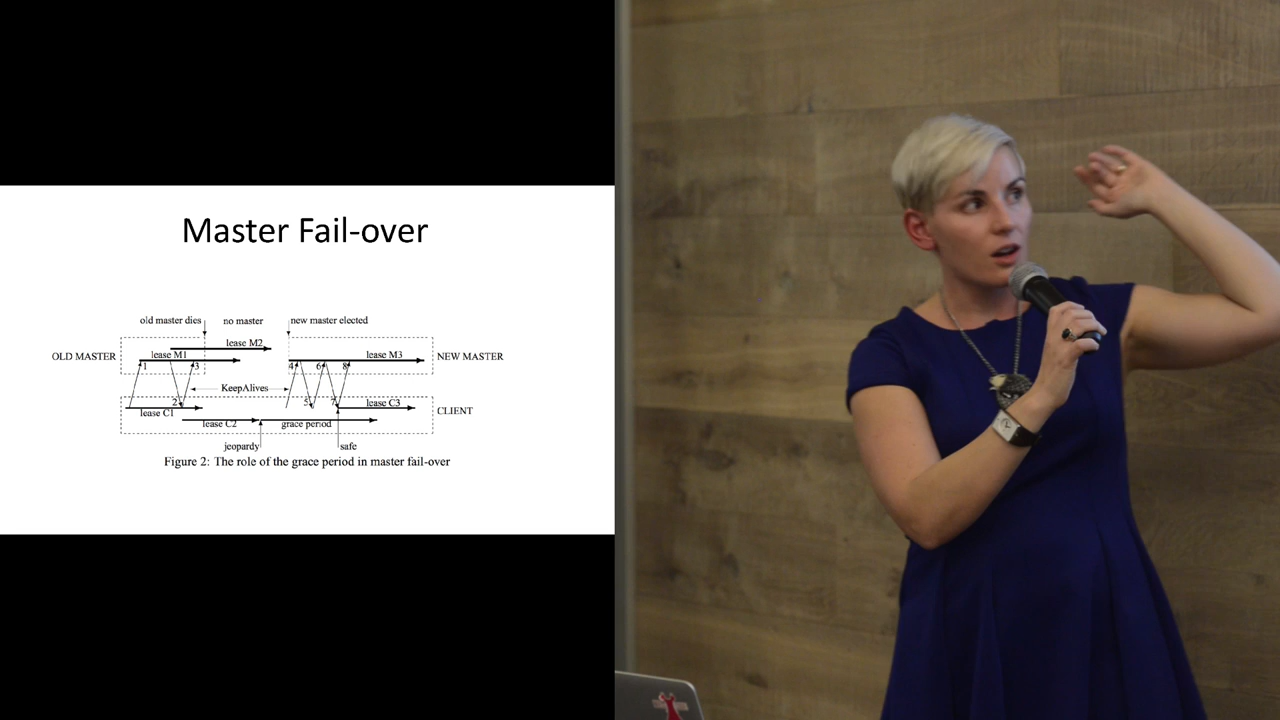 Master Fail-over
old master dies
no master
new master elected
lease M2
OLD MASTER
lease M1
lease M3
NEW MASTER
1
3
4
6
8
KeepAlives
2
5
7
lease C1
lease C3
CLIENT
lease C2
grace period
jeopardy
safe
Figure 2: The role of the grace period in master fail-over